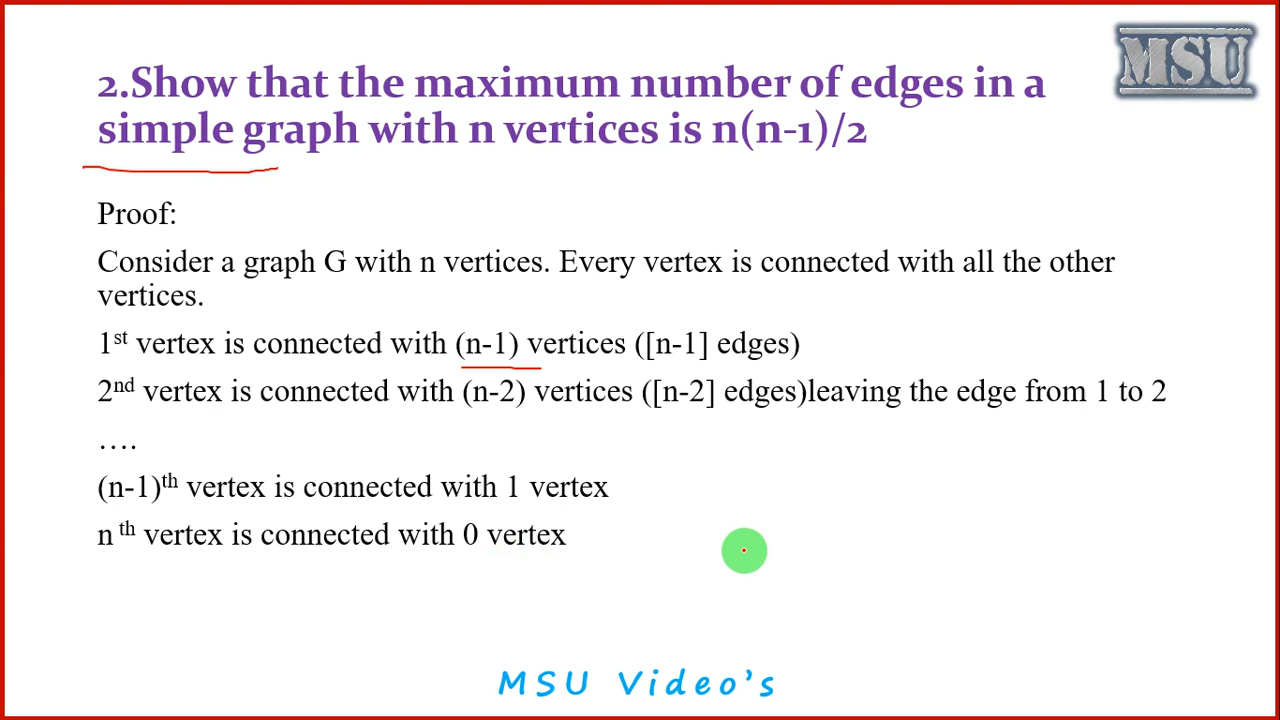 MSU
2.Show that the maximum number of edges in a
simple graph with n vertices is n(n-1)/2
Proof:
Consider a graph G with n vertices. Every vertex is connected with all the other
vertices.
1st vertex is connected with (n-1) vertices ([n-1] edges)
2nd vertex is connected with (n-2) vertices ([n-2] edges)leaving the edge from 1 to 2
….
(n-1)th vertex is connected with 1 vertex
n th vertex is connected with 0 vertex
MSU Video's